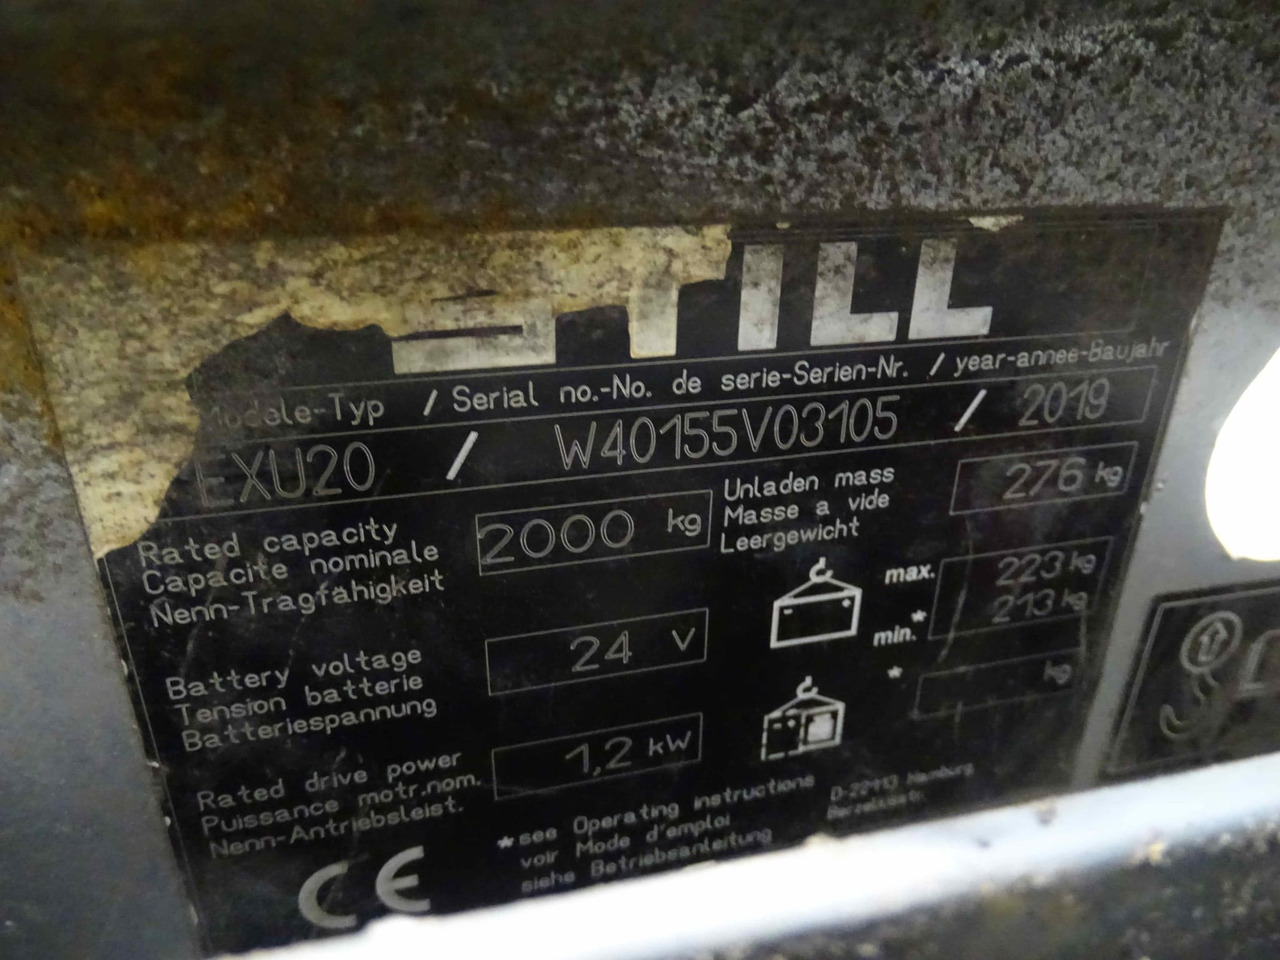 STILL
Modele-Typ / Serial no.-No. de serie-Serien-Nr. / year-annee-Baujahr
EXU20 / W40155V03105 / 2019
Rated capacity
Capacite nominale
Nenn-Tragfähigkeit
2000 kg
Unladen mass
Masse a vide
Leergewicht
276 kg
max. 223 kg
min.* 213 kg
* kg
Battery voltage
Tension batterie
Batteriespannung
24 V
Rated drive power
Puissance motr.nom.
Nenn-Antriebsleist.
1,2 kW
CE
*see Operating instructions
voir Mode d'emploi
siehe Betriebsanleitung
D-22113 Hamburg